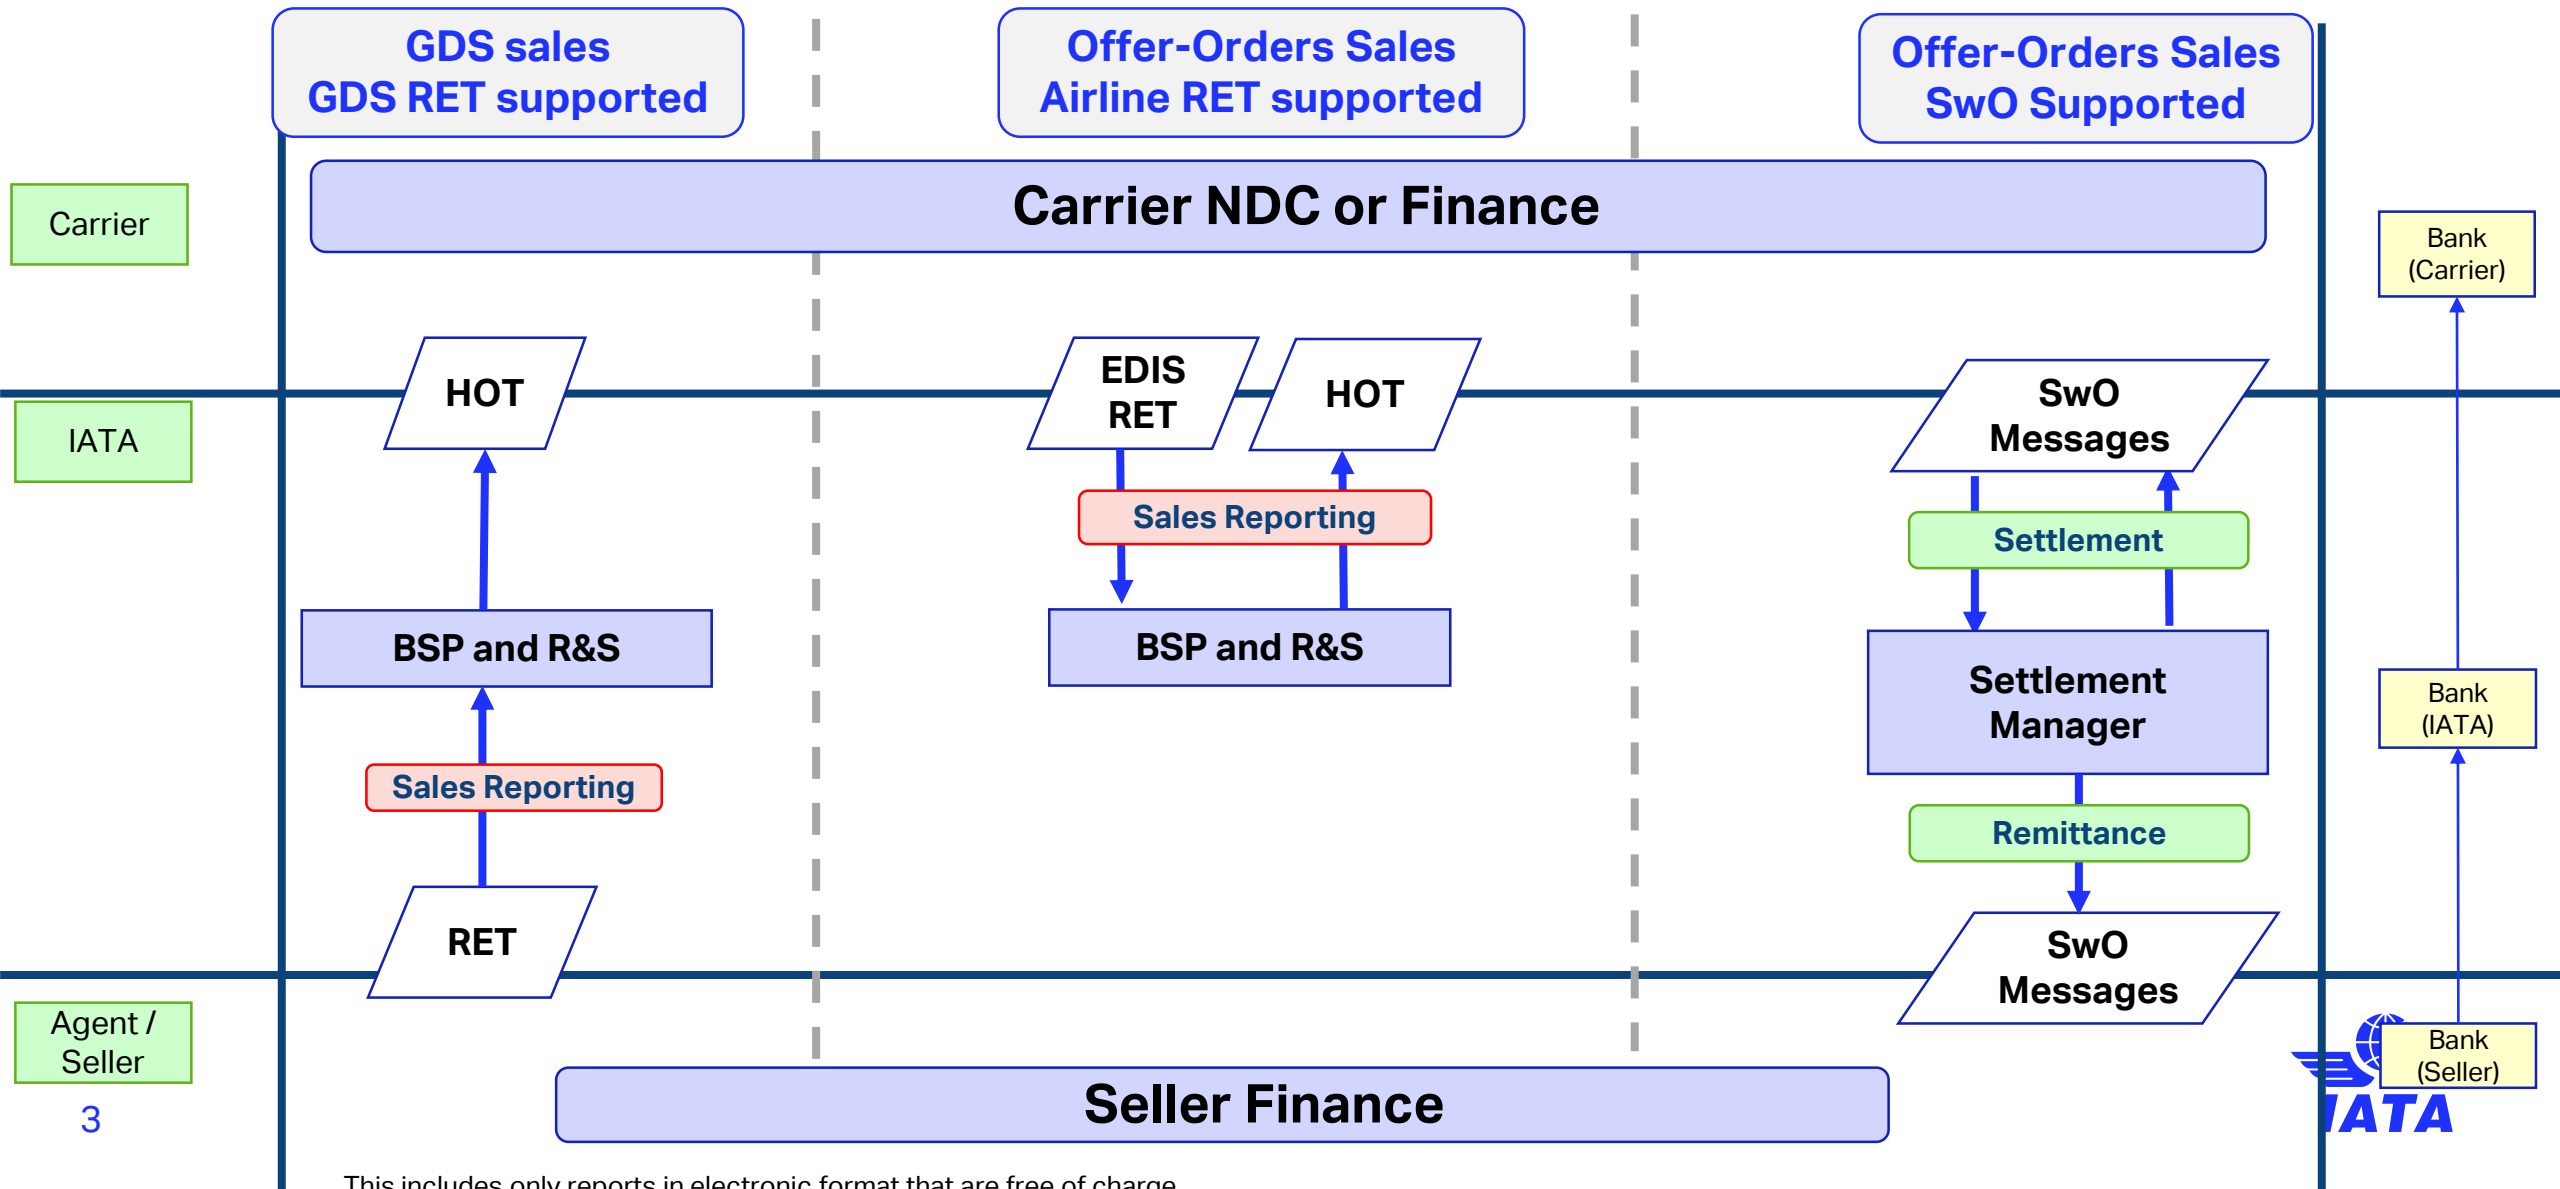 GDS sales
GDS RET supported
Offer-Orders Sales
Airline RET supported
Offer-Orders Sales
SwO Supported
Carrier NDC or Finance
Carrier
Bank
(Carrier)
HOT
EDIS
RET
HOT
SwO
Messages
IATA
Sales Reporting
Settlement
BSP and R&S
BSP and R&S
Settlement
Manager
Bank
(IATA)
Sales Reporting
Remittance
RET
SwO
Messages
Agent /
Seller
Bank
(Seller)
Seller Finance
3
IATA
This includes only reports in electronic format that are free of charge